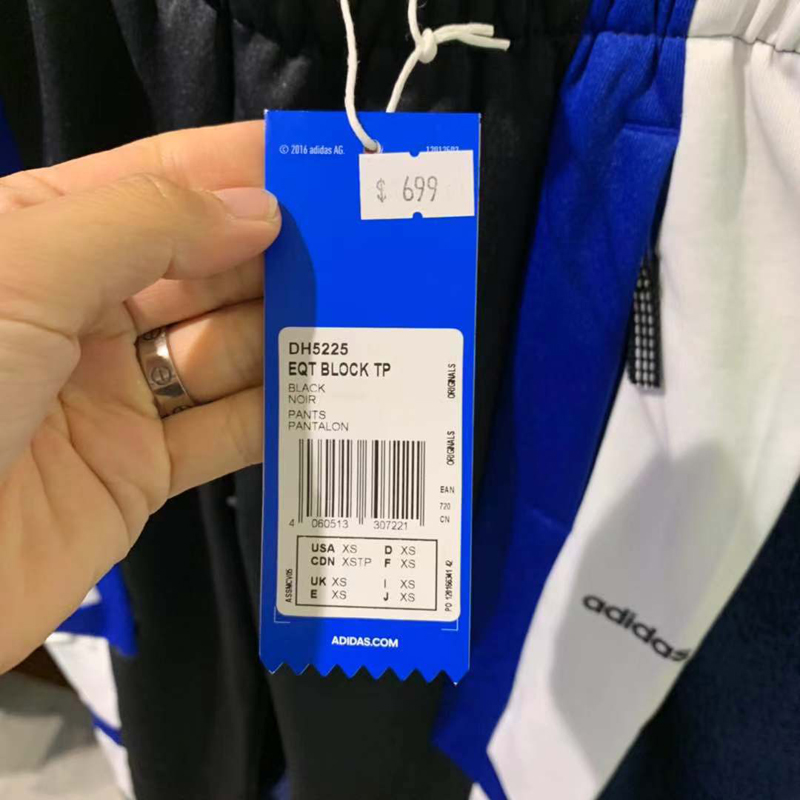 © 2016 adidas AG.
$ 699
DH5225
EQT BLOCK TP
BLACK
NOIR
PANTS
PANTALON
ORIGINALS
ORIGINALS
EAN
720
CN
4 060513 307221
USA XS D XS
CDN XSTP F XS
UK XS I XS
E XS J XS
ASSMCV05
ADIDAS.COM
adidas